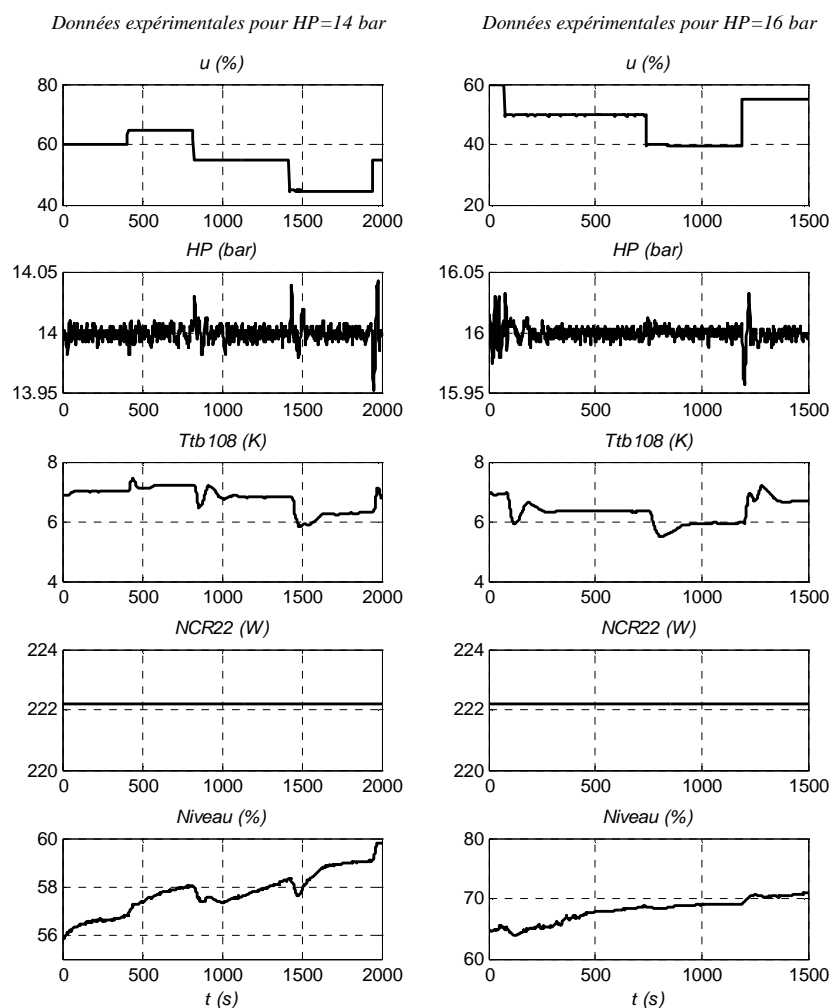 Données expérimentales pour HP=14 bar
Données expérimentales pour HP=16 bar
u (%)
80
60
40
0 500 1000 1500 2000
u (%)
60
40
20
0 500 1000 1500
HP (bar)
14.05
14
13.95
0 500 1000 1500 2000
HP (bar)
16.05
16
15.95
0 500 1000 1500
Ttb108 (K)
8
6
4
0 500 1000 1500 2000
Ttb108 (K)
8
6
4
0 500 1000 1500
NCR22 (W)
224
222
220
0 500 1000 1500 2000
NCR22 (W)
224
222
220
0 500 1000 1500
Niveau (%)
60
58
56
0 500 1000 1500 2000
t (s)
Niveau (%)
80
70
60
0 500 1000 1500
t (s)